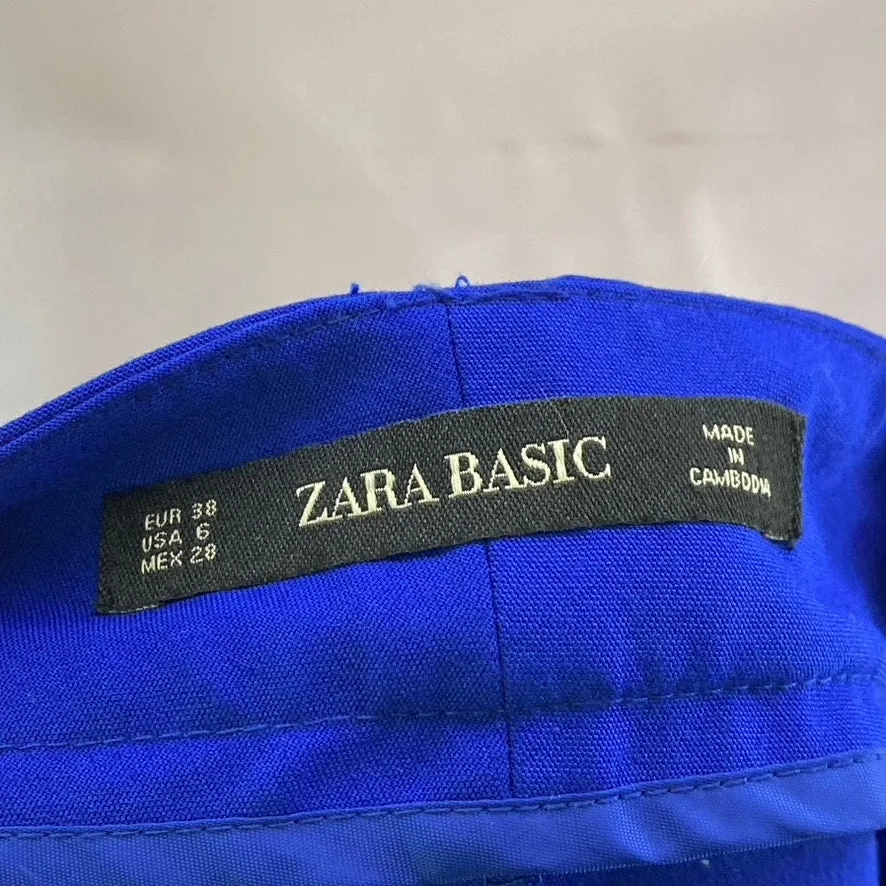 EUR 38
USA 6
MEX 28
ZARA BASIC
MADE
IN
CAMBODIA